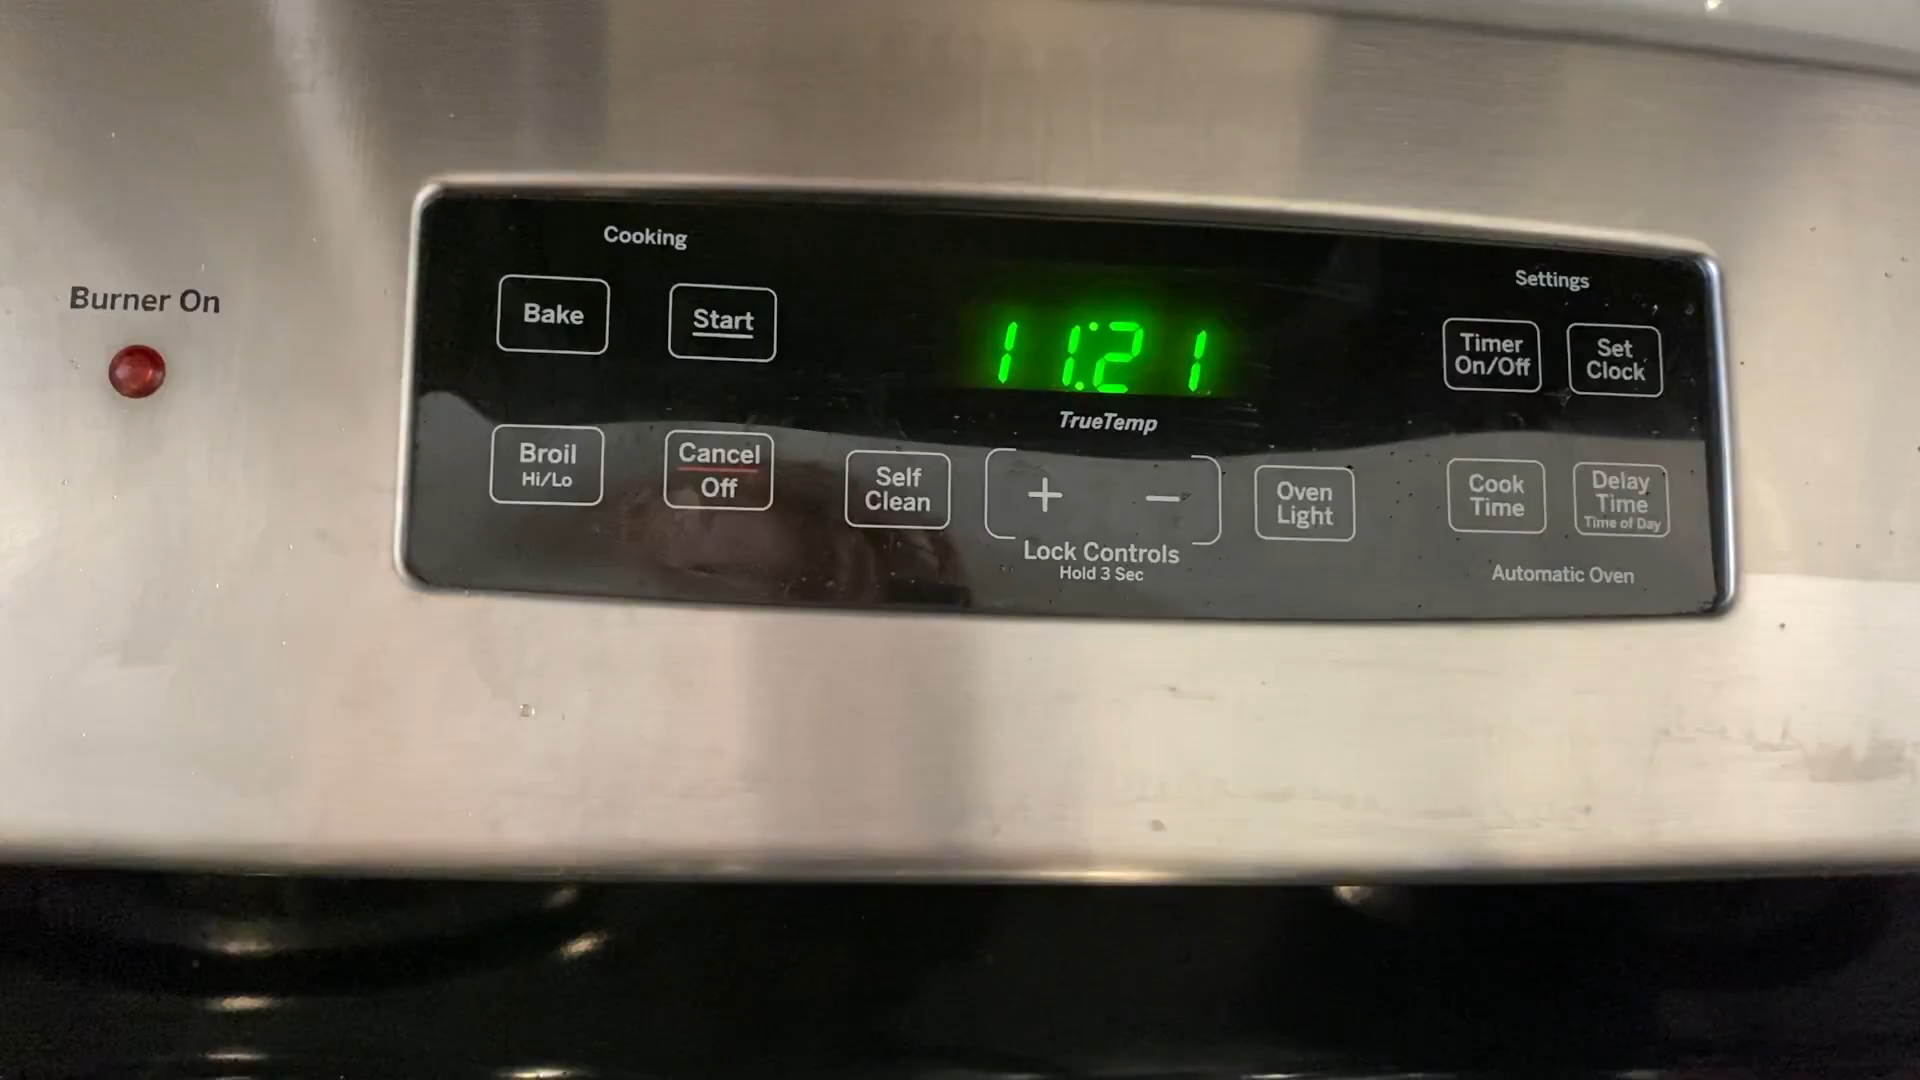 Burner On
Cooking
Bake
Start
Broil
Hi/Lo
Cancel
Off
Self
Clean
11:21
TrueTemp
+
−
Lock Controls
Hold 3 Sec
Oven
Light
Settings
Timer
On/Off
Set
Clock
Cook
Time
Delay
Time
Time of Day
Automatic Oven